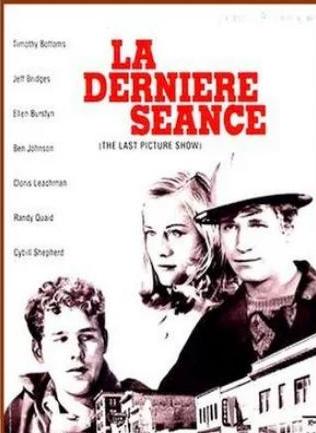 LA
DERNIERE
SEANCE
(THE LAST PICTURE SHOW)
Timothy Bottoms
Jeff Bridges
Ellen Burstyn
Ben Johnson
Cloris Leachman
Randy Quaid
Cybill Shepherd